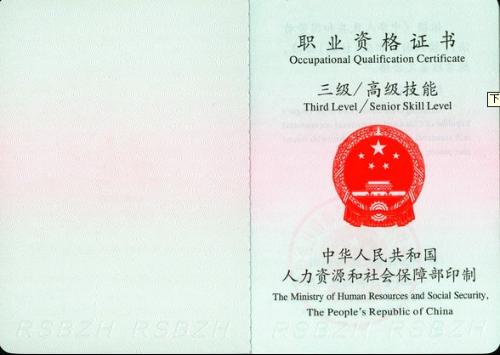 职业资格证书
Occupational Qualification Certificate
三级/高级技能
Third Level/Senior Skill Level
下
中华人民共和国
人力资源和社会保障部印制
The Ministry of Human Resources and Social Security,
The People's Republic of China
RSBZH RSBZH RSBZH